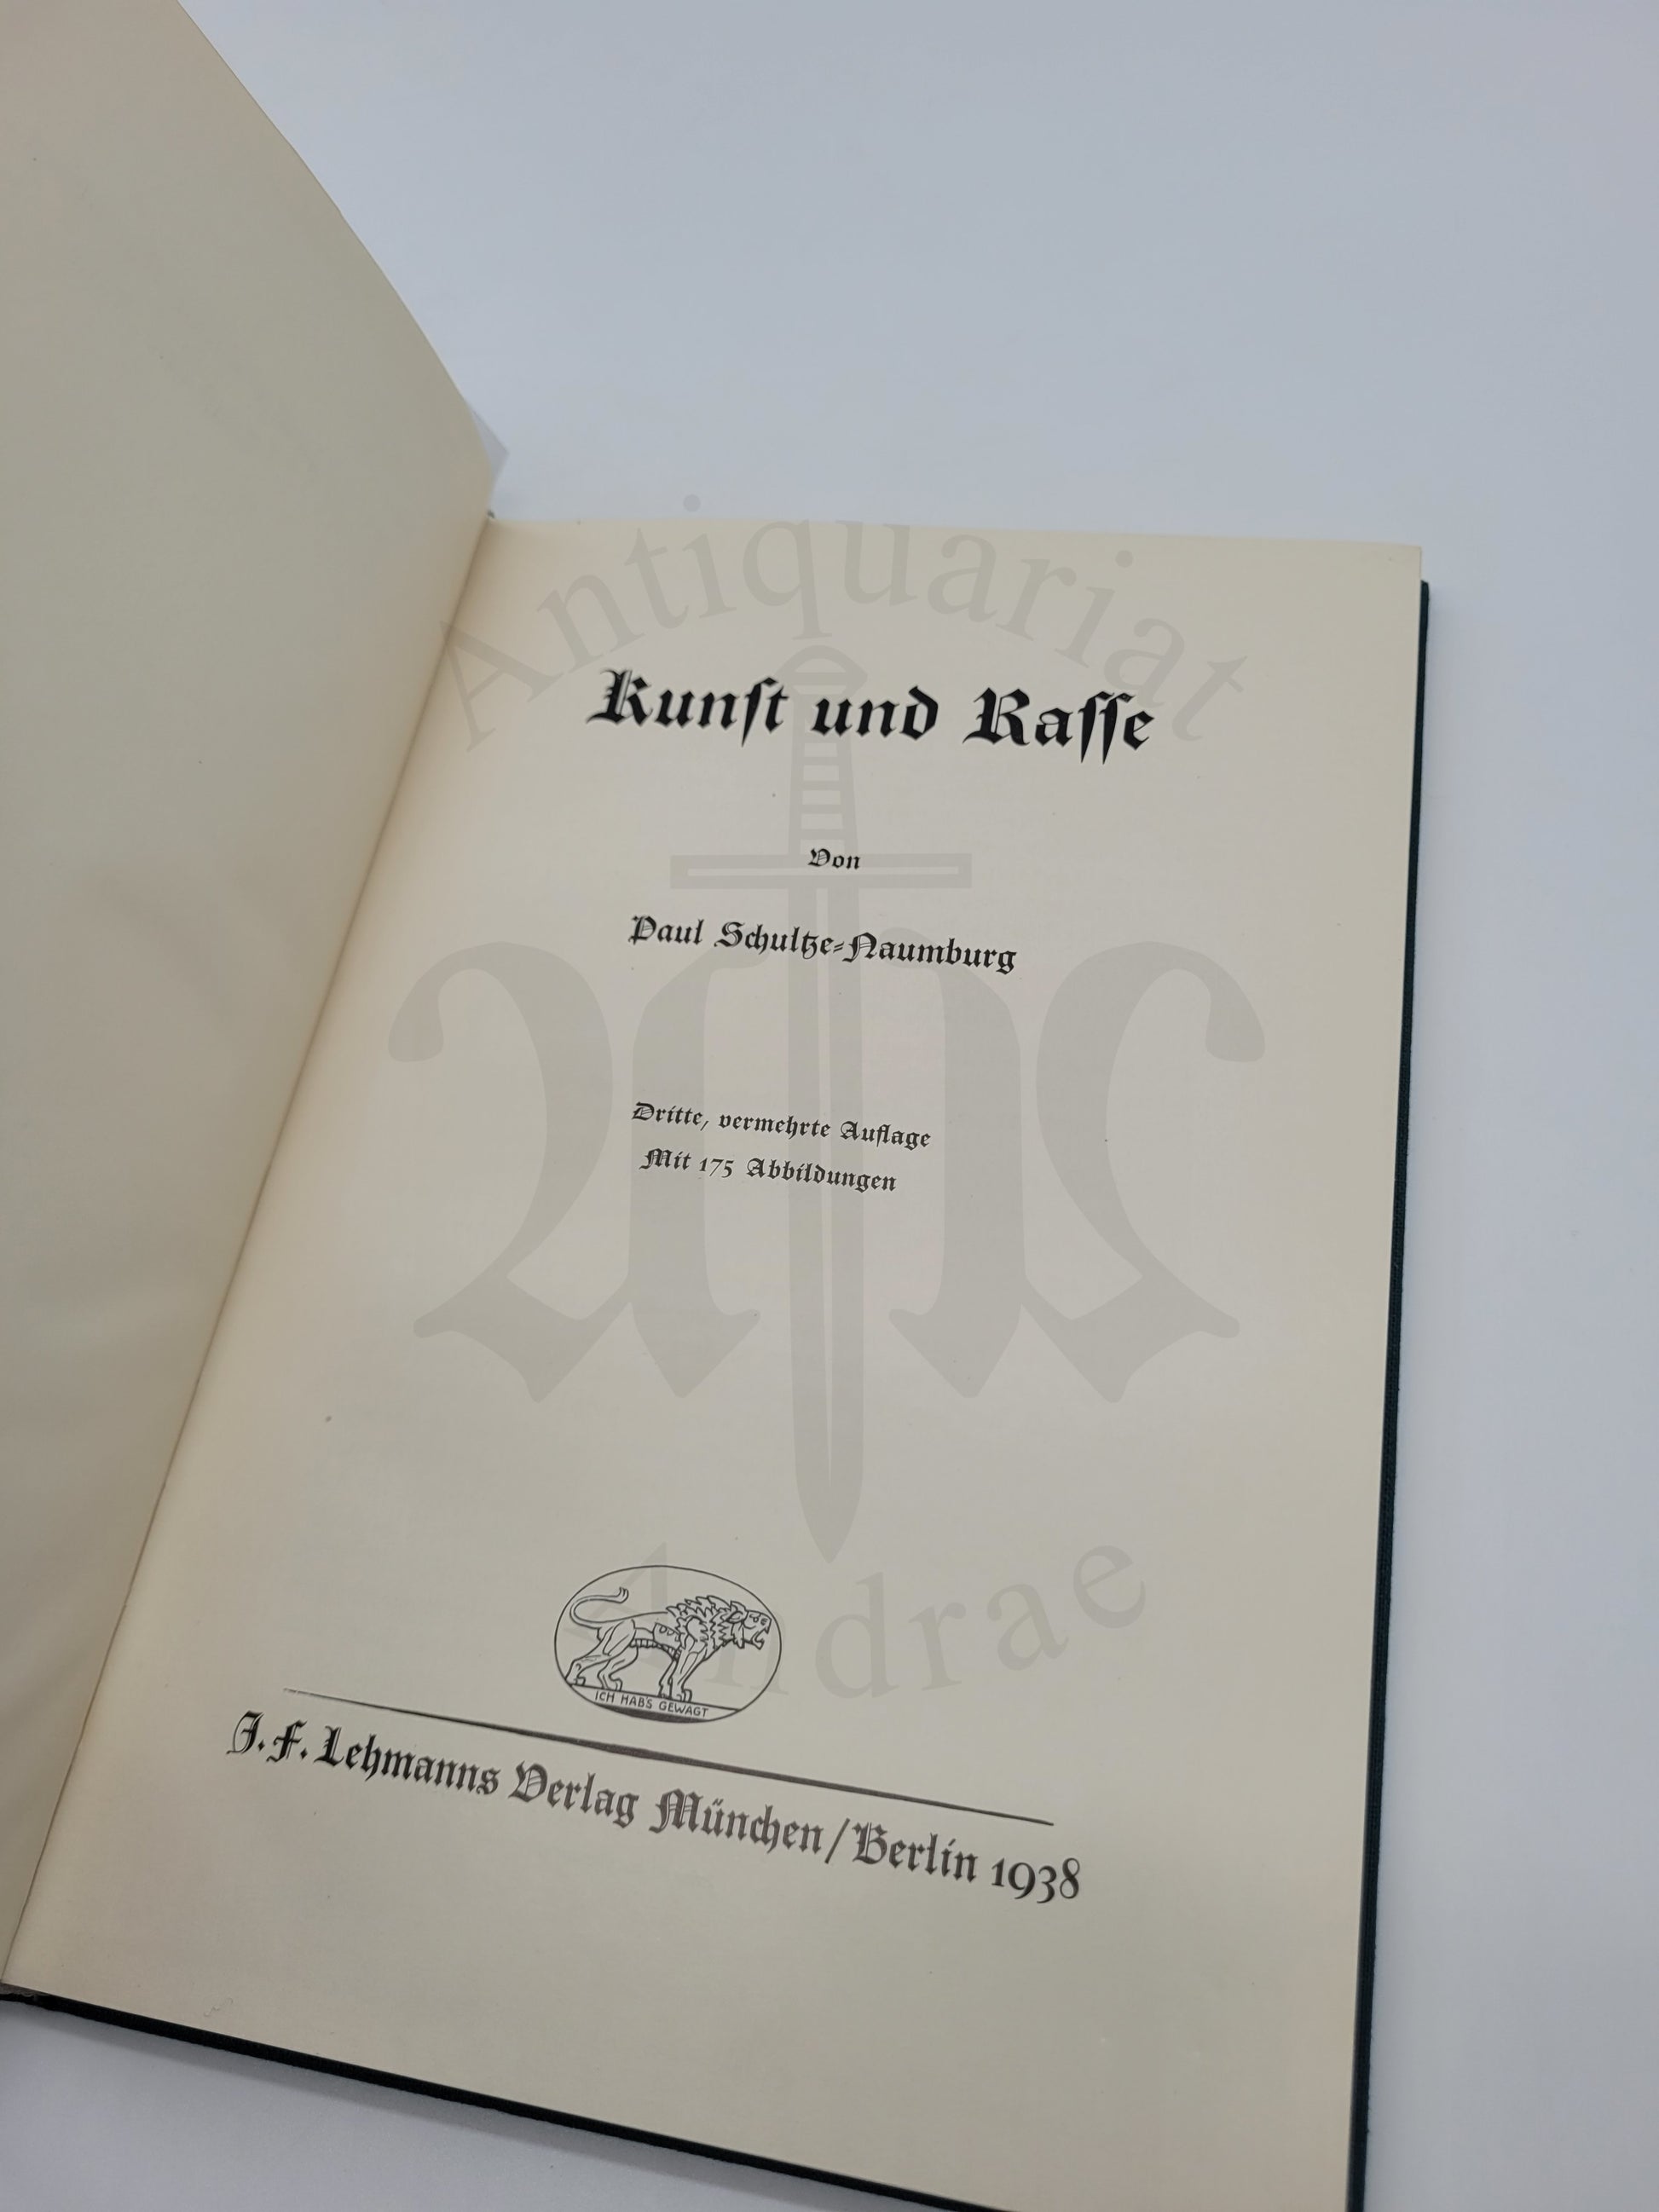 Antiquariat
Kunſt und Raſſe
Von
Paul Schultze-Naumburg
Dritte, vermehrte Auflage
Mit 175 Abbildungen
Andrae
ICH HAB'S GEWAGT
J. F. Lehmanns Verlag München/Berlin 1938